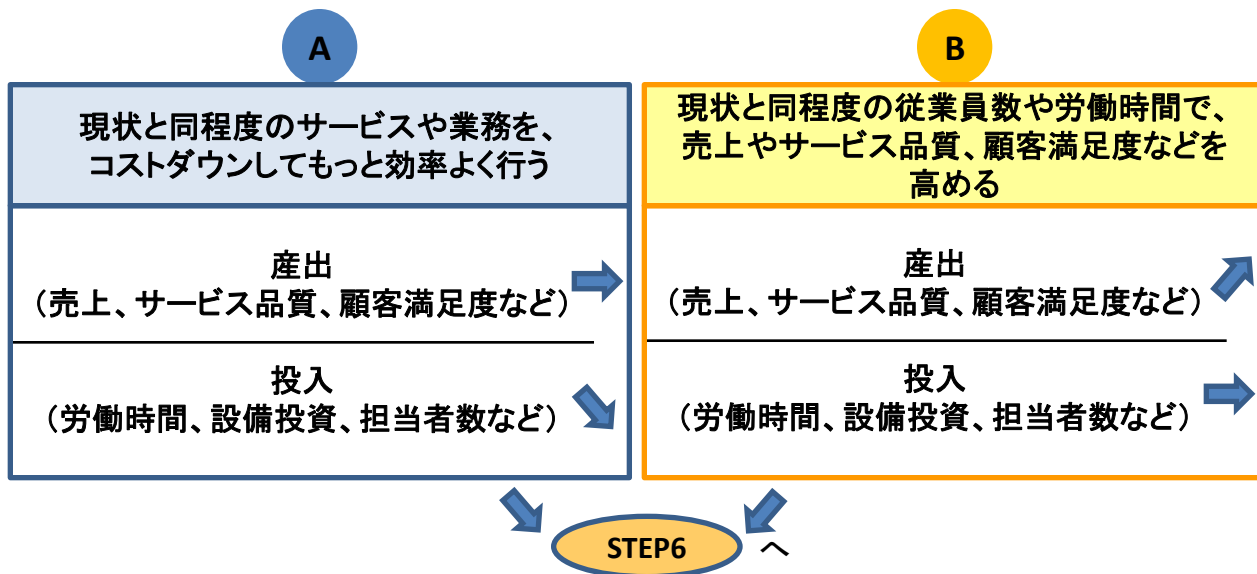 A
現状と同程度のサービスや業務を、
コストダウンしてもっと効率よく行う
産出
（売上、サービス品質、顧客満足度など）
投入
（労働時間、設備投資、担当者数など）
B
現状と同程度の従業員数や労働時間で、
売上やサービス品質、顧客満足度などを
高める
産出
（売上、サービス品質、顧客満足度など）
投入
（労働時間、設備投資、担当者数など）
STEP6 へ